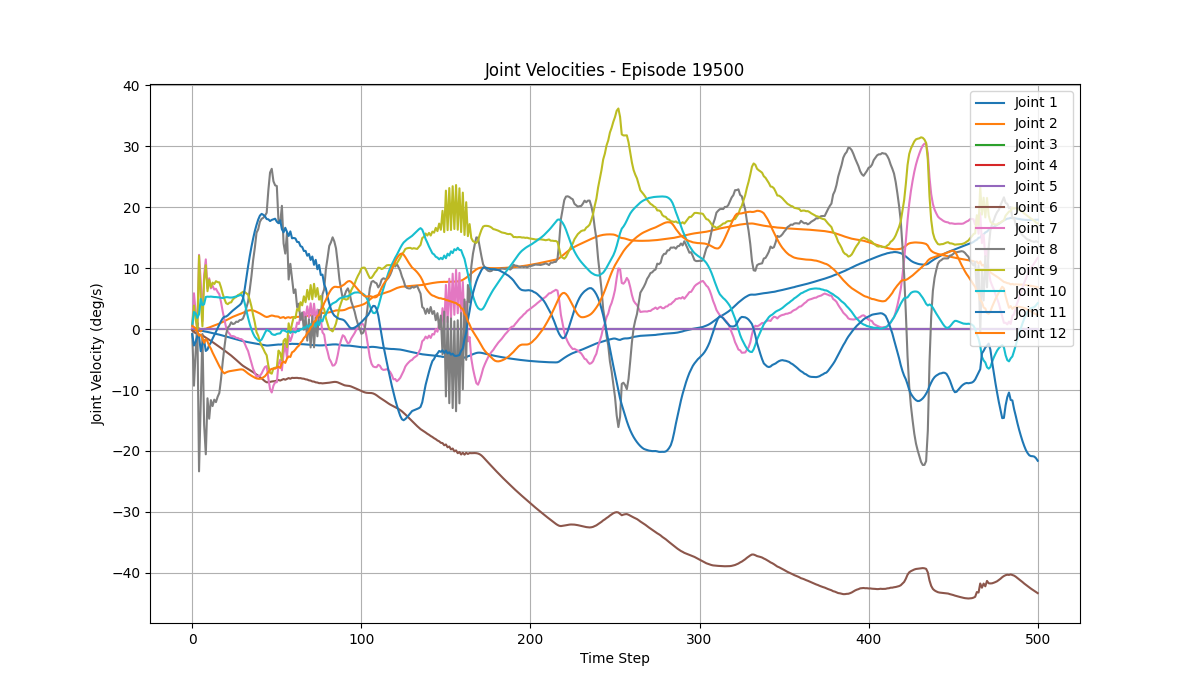 Joint Velocities - Episode 19500
Joint Velocity (deg/s)
40
30
20
10
0
−10
−20
−30
−40
Joint 1
Joint 2
Joint 3
Joint 4
Joint 5
Joint 6
Joint 7
Joint 8
Joint 9
Joint 10
Joint 11
Joint 12
0
100
200
300
400
500
Time Step